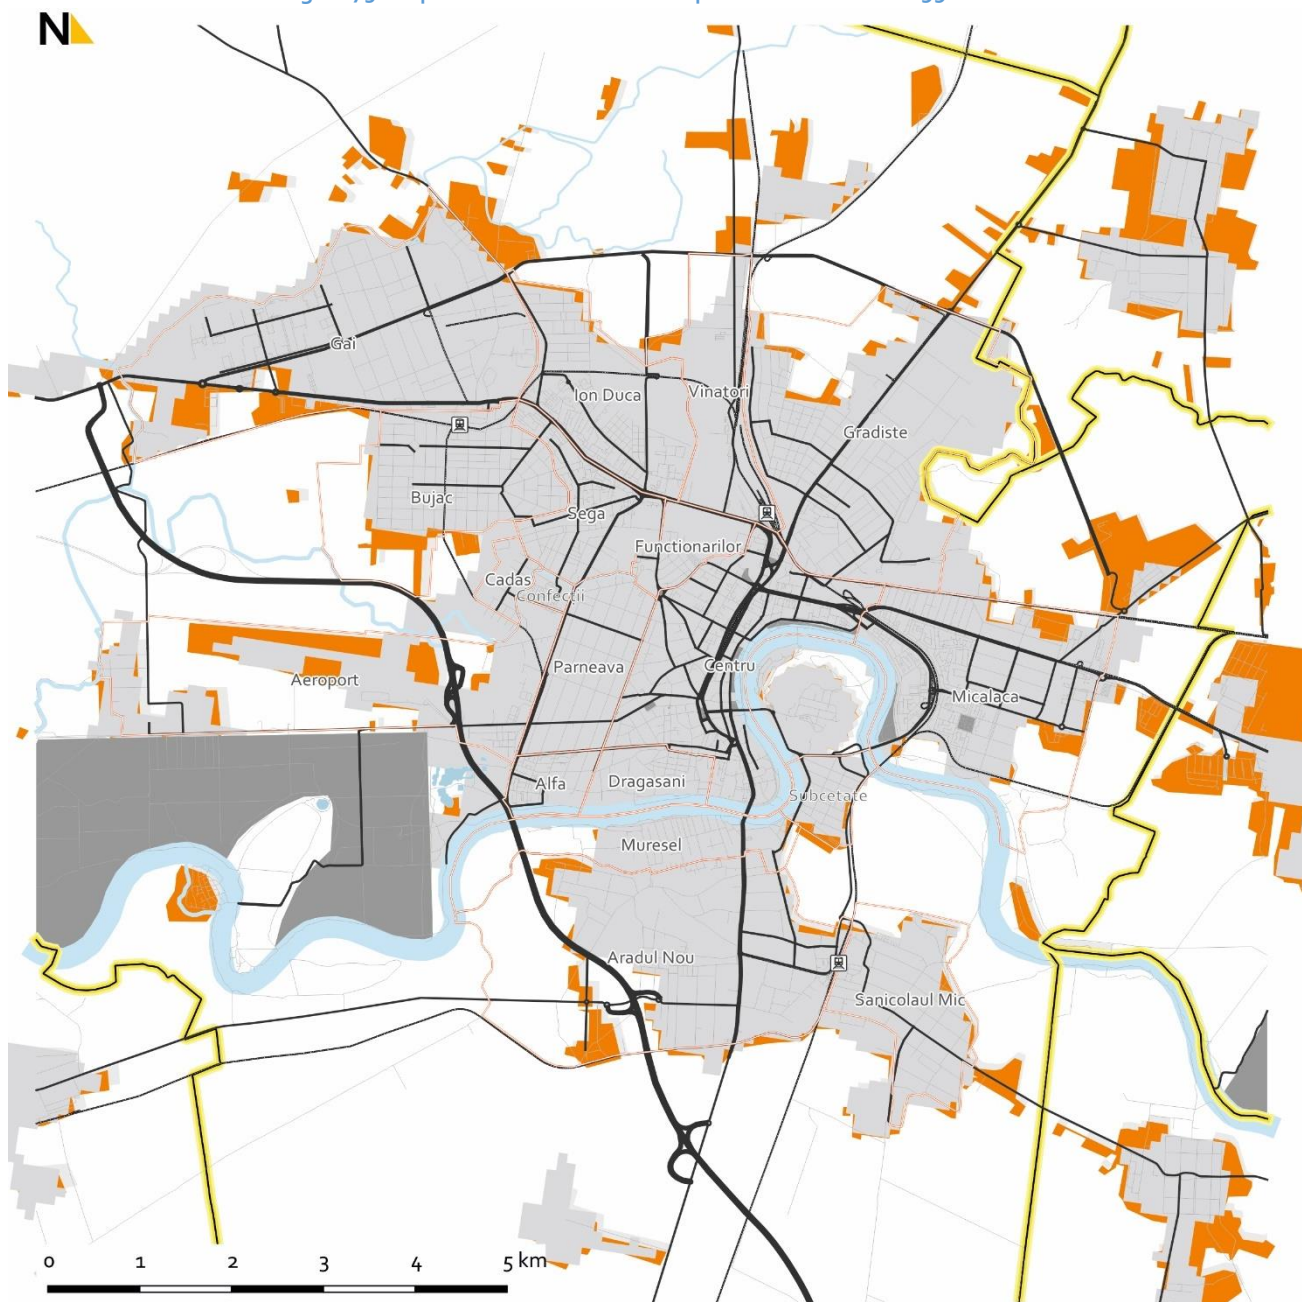 N
Gai
Ion Duca
Vinatori
Gradiste
Bujac
Sega
Functionarilor
Cadas
Confectii
Parneava
Centru
Aeroport
Micalaca
Alfa
Dragasani
Subcetate
Muresel
Aradul Nou
Sanicolaul Mic
0 1 2 3 4 5 km